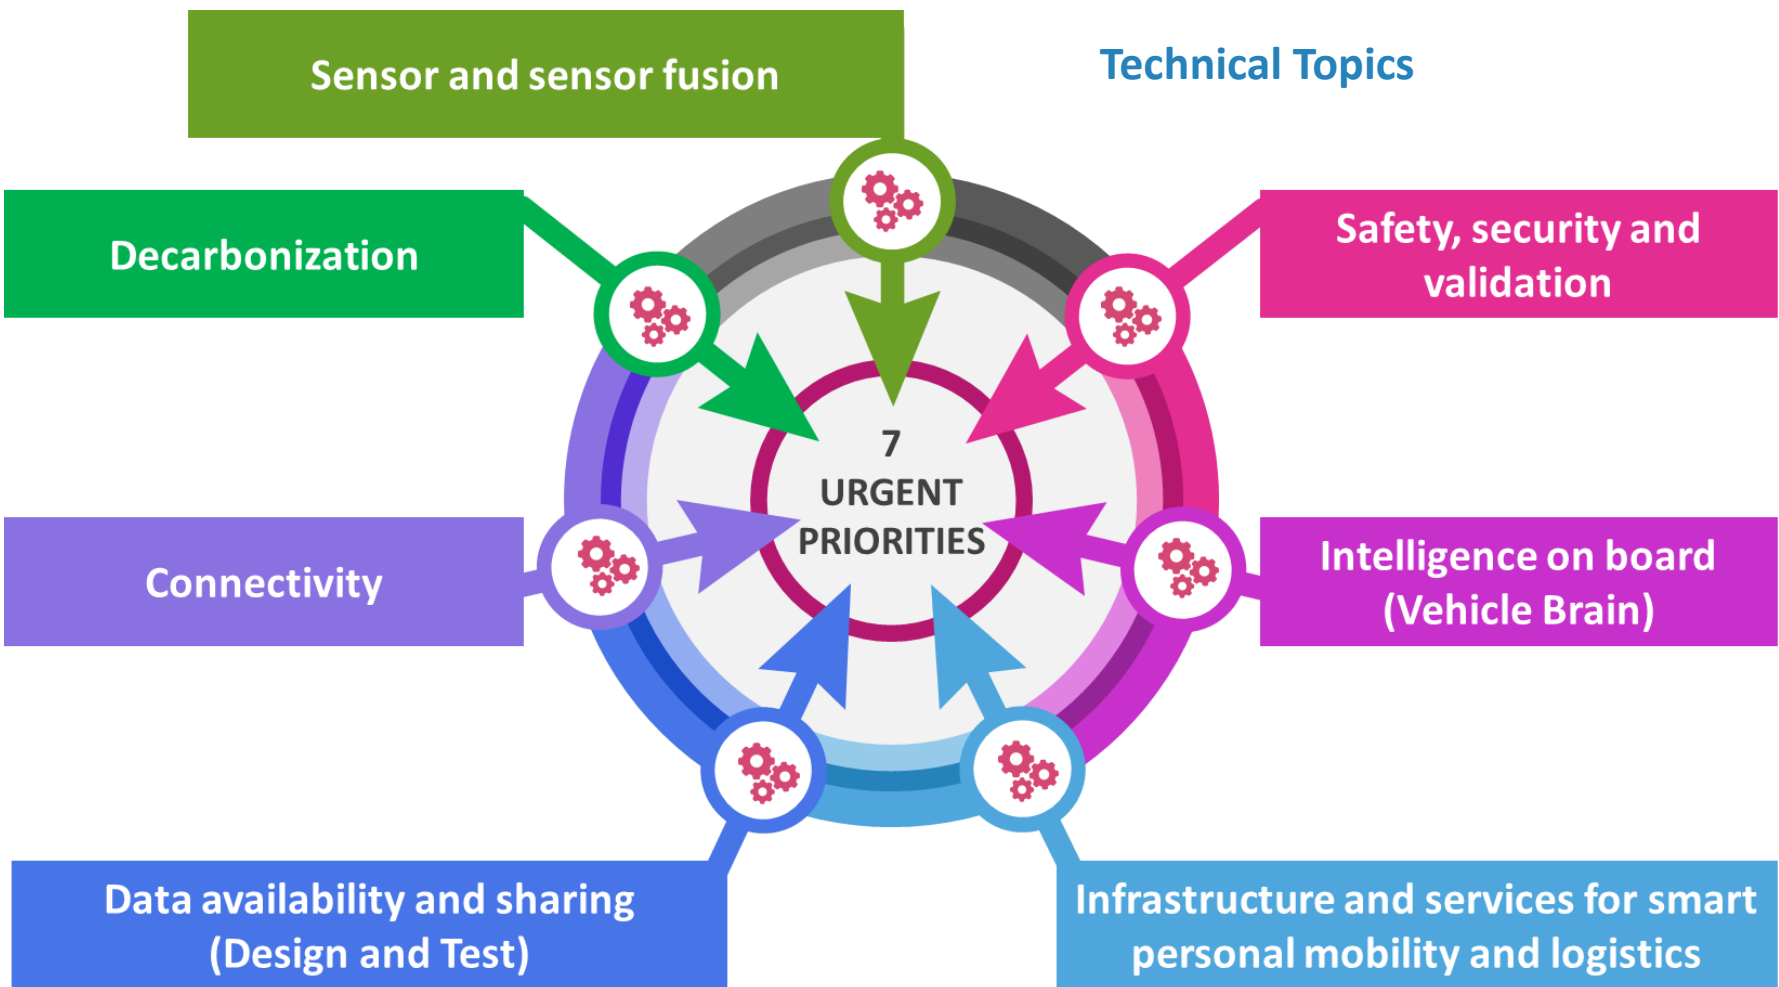 Sensor and sensor fusion
Technical Topics
Decarbonization
Safety, security and
validation
7
URGENT
PRIORITIES
Connectivity
Intelligence on board
(Vehicle Brain)
Data availability and sharing
(Design and Test)
Infrastructure and services for smart
personal mobility and logistics